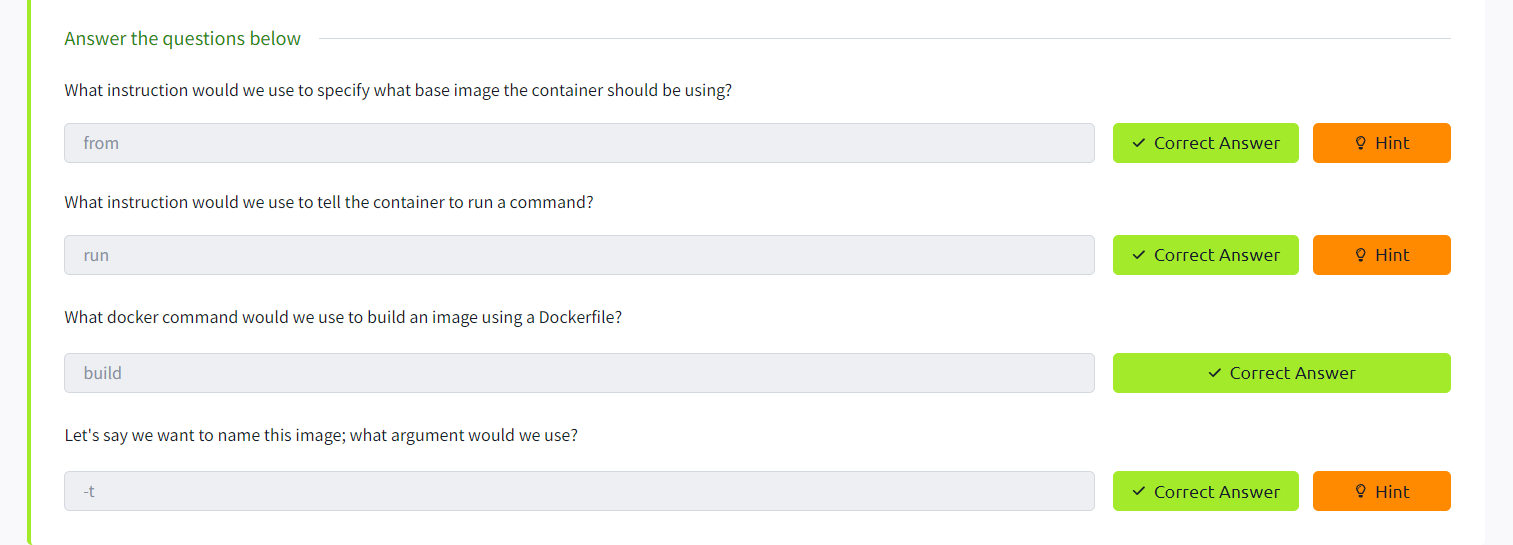 Answer the questions below
What instruction would we use to specify what base image the container should be using?
from
Correct Answer
Hint
What instruction would we use to tell the container to run a command?
run
Correct Answer
Hint
What docker command would we use to build an image using a Dockerfile?
build
Correct Answer
Let's say we want to name this image; what argument would we use?
-t
Correct Answer
Hint